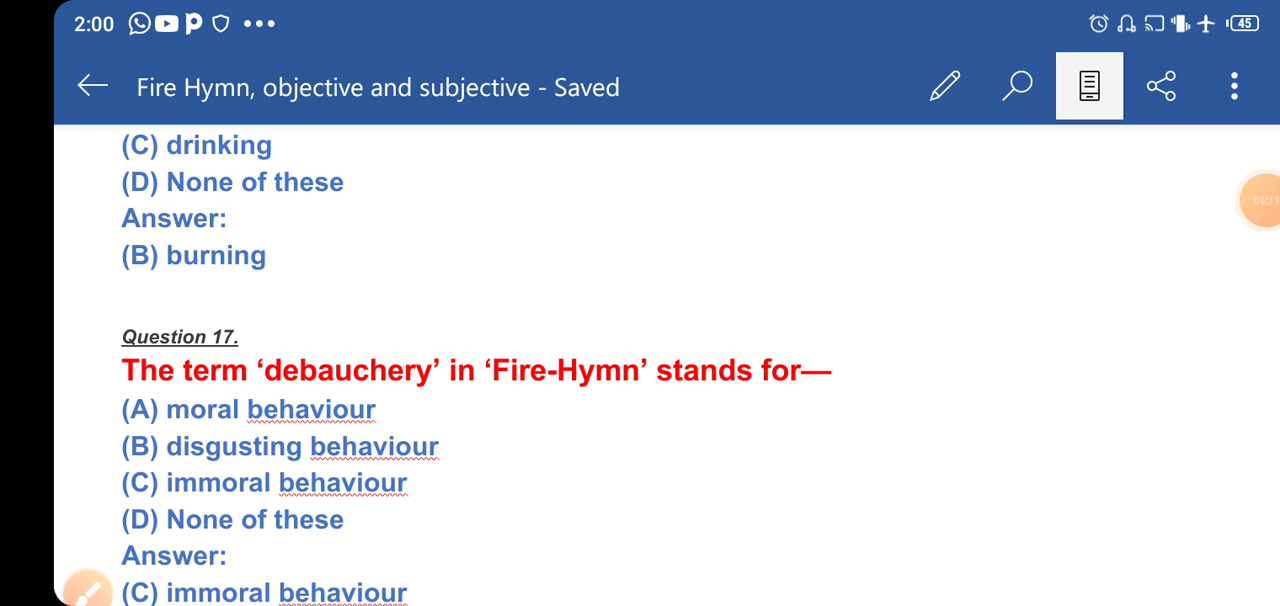 2:00
45
Fire Hymn, objective and subjective - Saved
(C) drinking
(D) None of these
Answer:
(B) burning
Question 17.
The term ‘debauchery’ in ‘Fire-Hymn’ stands for—
(A) moral behaviour
(B) disgusting behaviour
(C) immoral behaviour
(D) None of these
Answer:
(C) immoral behaviour